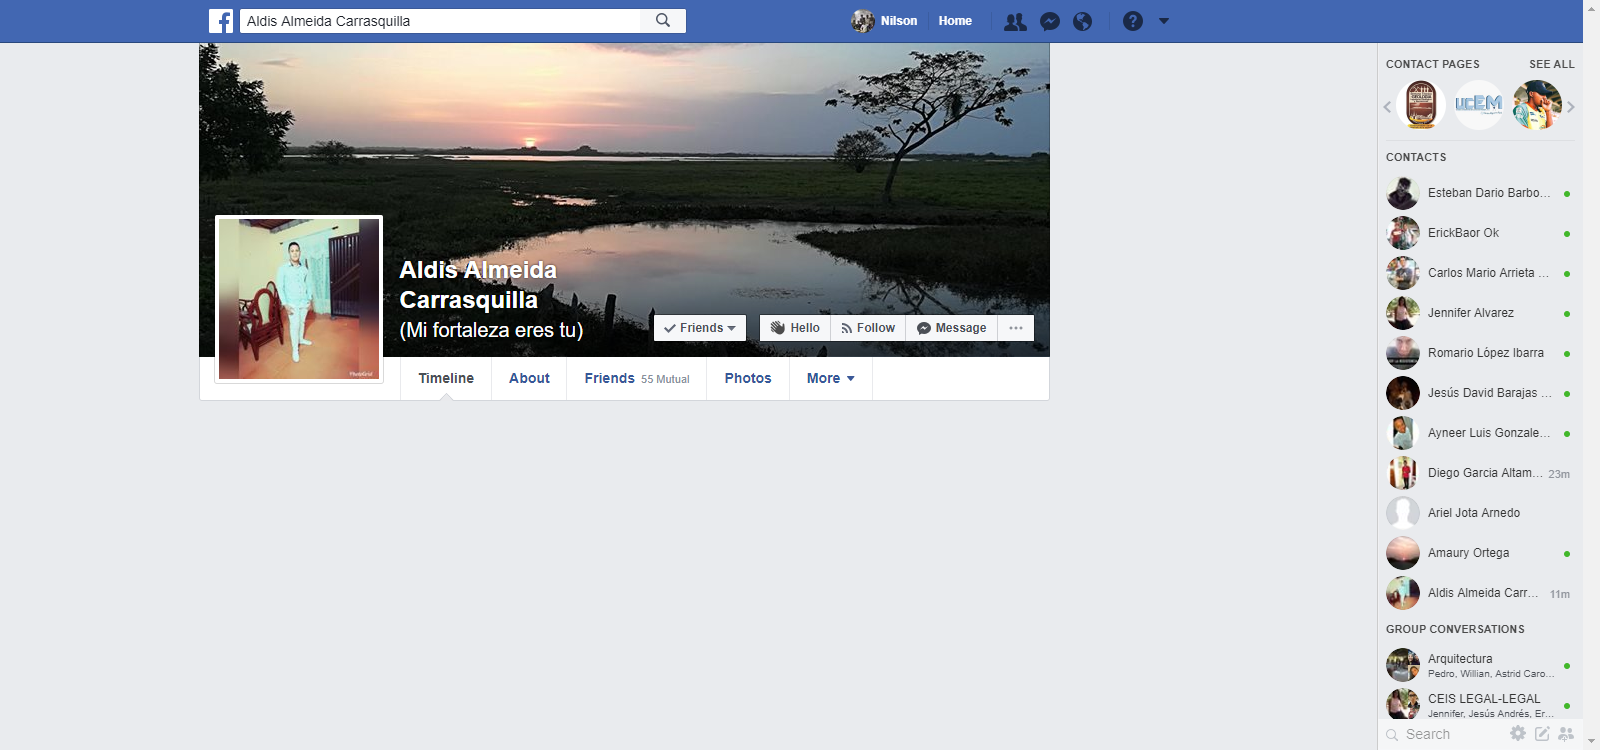 Aldis Almeida Carrasquilla
Nilson
Home
Aldis Almeida
Carrasquilla
(Mi fortaleza eres tu)
Friends
Hello
Follow
Message
Timeline
About
Friends 55 Mutual
Photos
More
CONTACT PAGES
SEE ALL
UCEM
CONTACTS
Esteban Dario Barbo...
ErickBaor Ok
Carlos Mario Arrieta ...
Jennifer Alvarez
Romario López Ibarra
Jesús David Barajas ...
Ayneer Luis Gonzale...
Diego Garcia Altam... 23m
Ariel Jota Arnedo
Amaury Ortega
Aldis Almeida Carr... 11m
GROUP CONVERSATIONS
Arquitectura
Pedro, Willian, Astrid Caro...
CEIS LEGAL-LEGAL
Jennifer, Jesús Andrés, Er...
Search